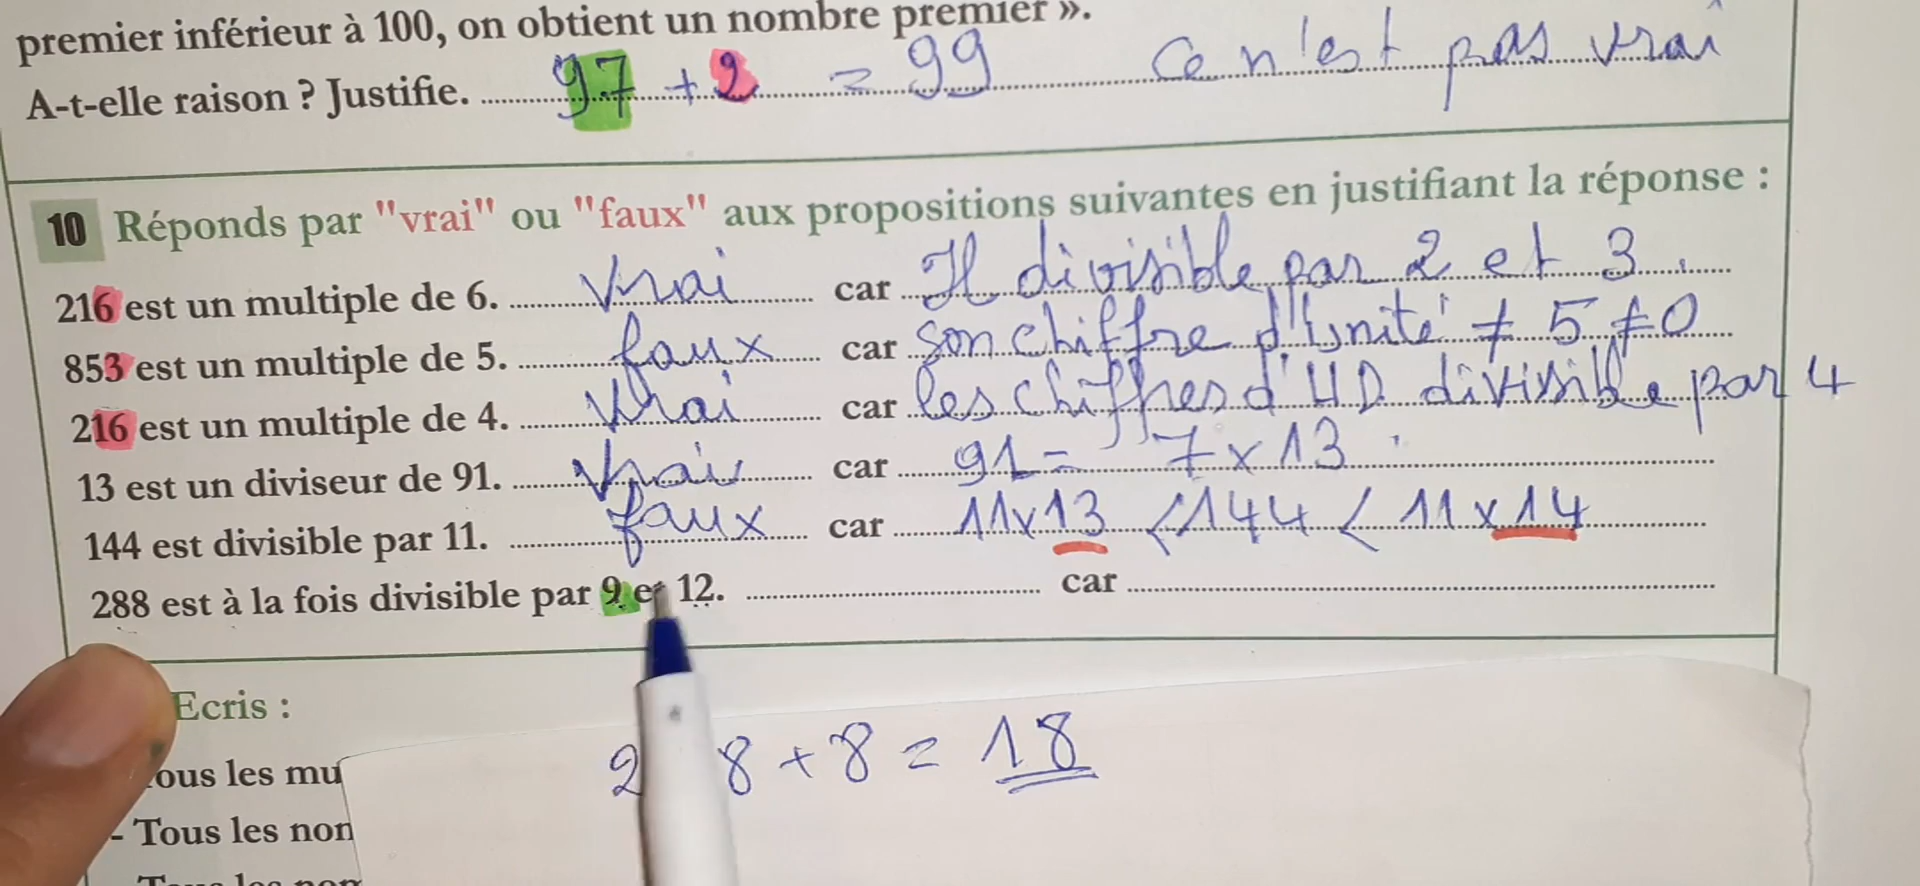 premier inférieur à 100, on obtient un nombre premier ».
A-t-elle raison ? Justifie. 97 + 2 = 99 Ce n'est pas vrai
10 Réponds par "vrai" ou "faux" aux propositions suivantes en justifiant la réponse :
216 est un multiple de 6. vrai car Il divisible par 2 et 3.
853 est un multiple de 5. faux car son chiffre d'unité ≠ 5 ≠ 0
216 est un multiple de 4. vrai car les chiffres d'UD divisible par 4
13 est un diviseur de 91. vrai car 91 = 7 x 13
144 est divisible par 11. faux car 11 x 13 < 144 < 11 x 14
288 est à la fois divisible par 9 et 12. car
Ecris :
2 8 + 8 = 18
ous les mu
- Tous les non